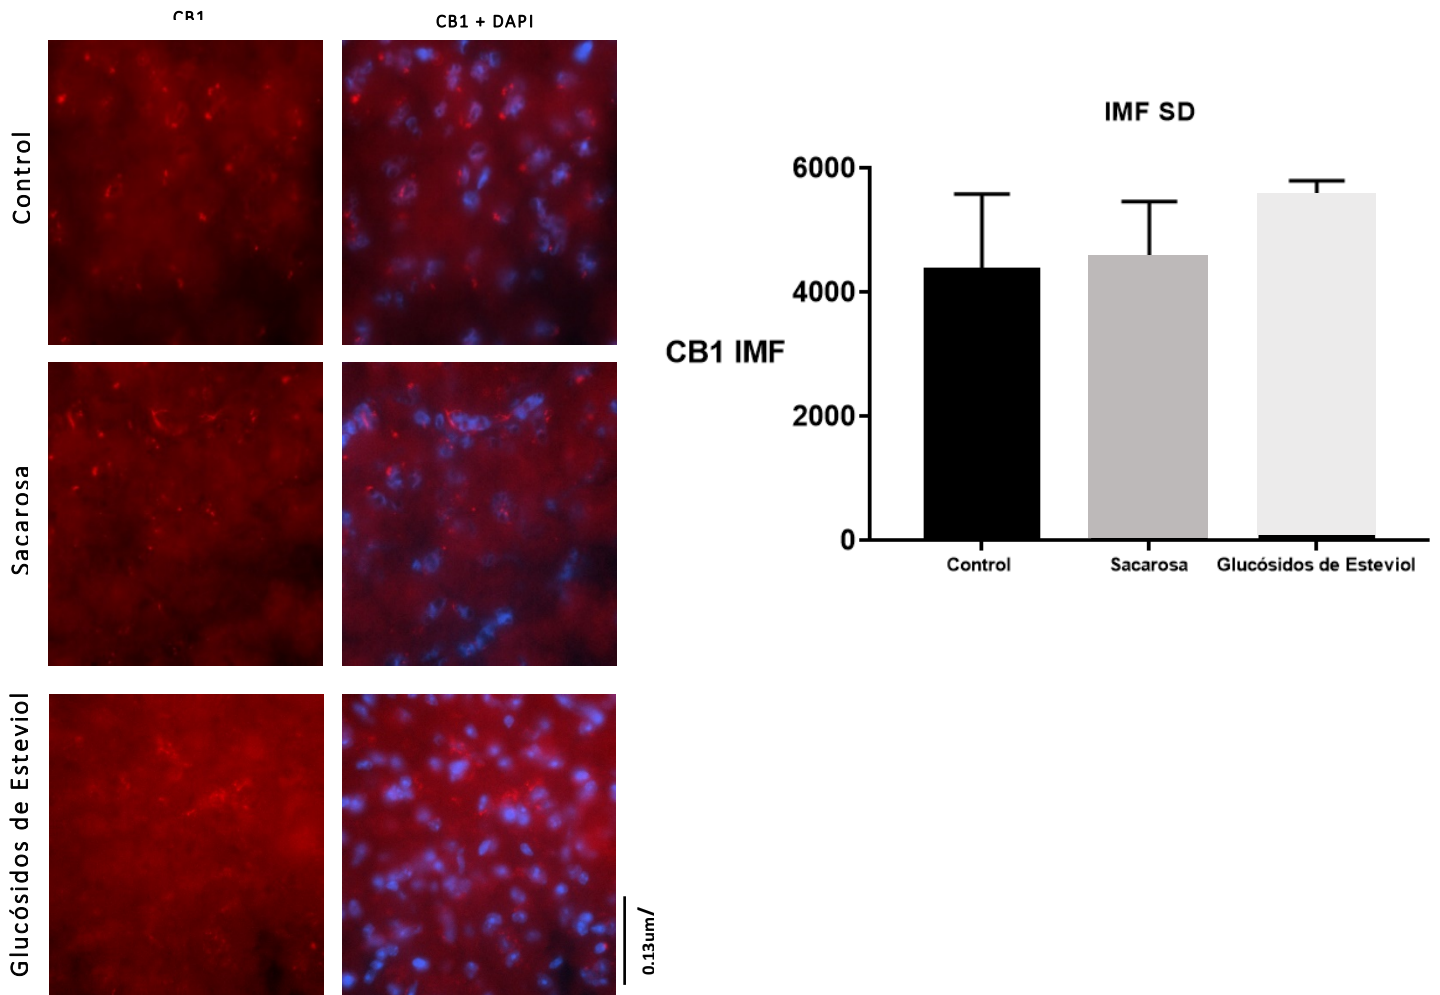 CB1
CB1 + DAPI
Control
Sacarosa
Glucósidos de Esteviol
0.13um/
IMF SD
CB1 IMF
6000
4000
2000
0
Control
Sacarosa
Glucósidos de Esteviol